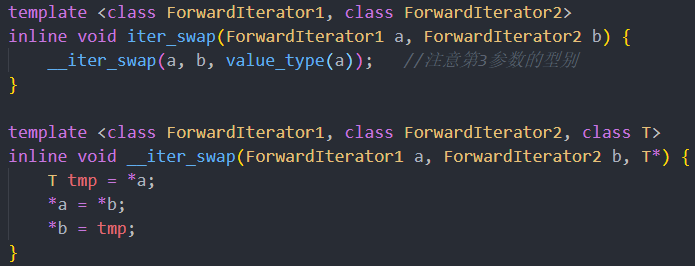 template <class ForwardIterator1, class ForwardIterator2>
inline void iter_swap(ForwardIterator1 a, ForwardIterator2 b) {
    __iter_swap(a, b, value_type(a));   //注意第3参数的型别
}

template <class ForwardIterator1, class ForwardIterator2, class T>
inline void __iter_swap(ForwardIterator1 a, ForwardIterator2 b, T*) {
    T tmp = *a;
    *a = *b;
    *b = tmp;
}